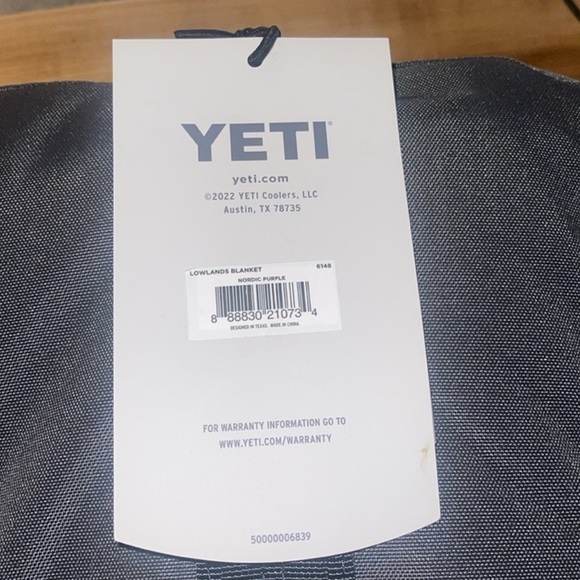 YETI®
yeti.com
©2022 YETI Coolers, LLC
Austin, TX 78735
LOWLANDS BLANKET 6148
NORDIC PURPLE
8 88830 21073 4
DESIGNED IN TEXAS. MADE IN CHINA.
FOR WARRANTY INFORMATION GO TO
WWW.YETI.COM/WARRANTY
50000006839